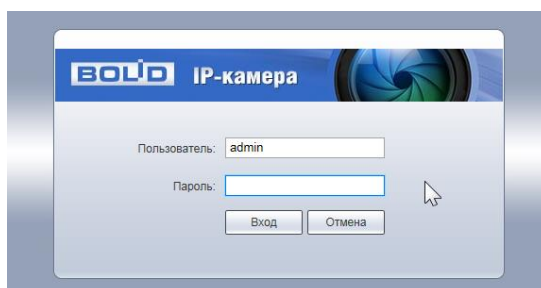 BOLID IP-камера
Пользователь: admin
Пароль:
Вход Отмена